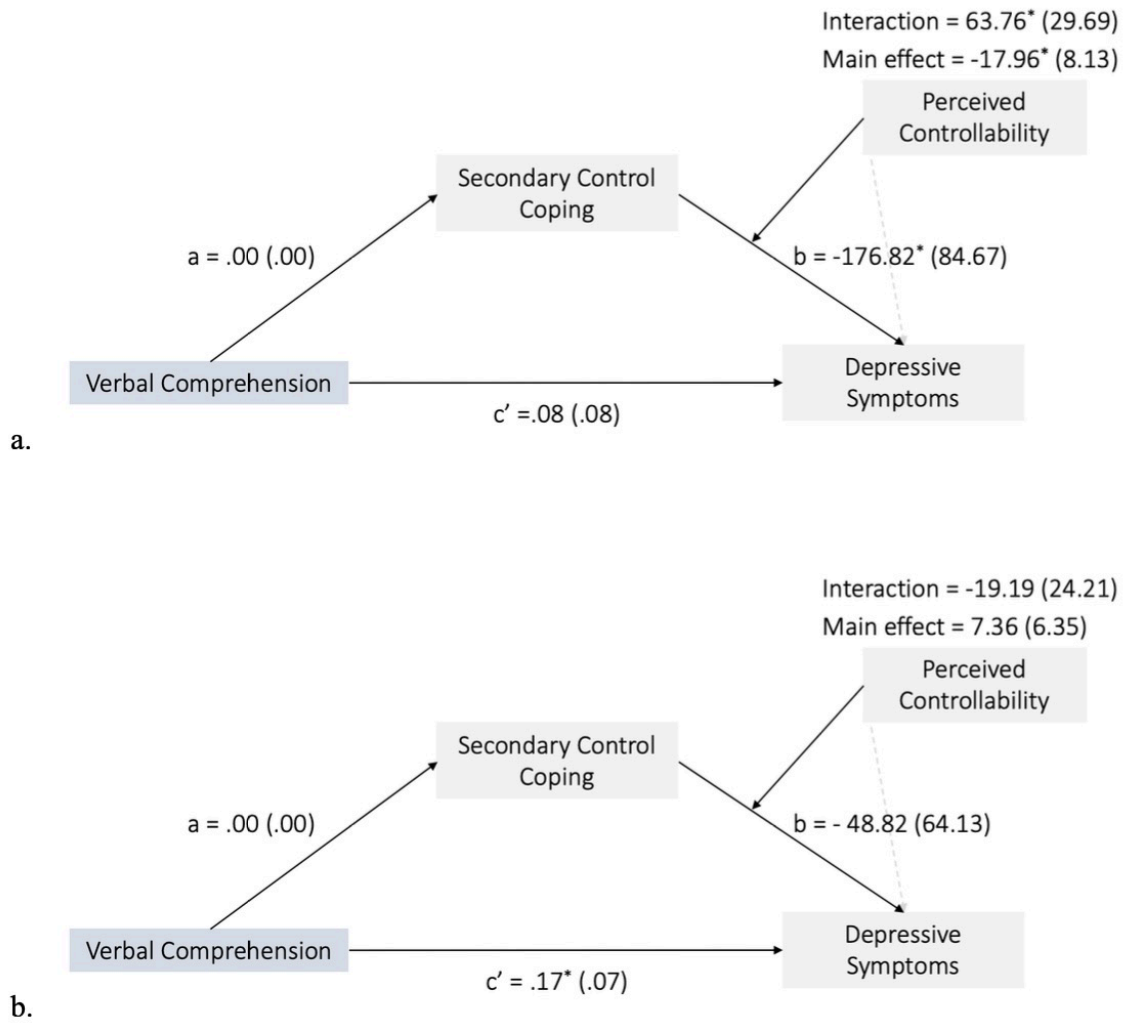 Interaction = 63.76* (29.69)
Main effect = -17.96* (8.13)
Perceived
Controllability
Secondary Control
Coping
a = .00 (.00)
b = -176.82* (84.67)
Verbal Comprehension
Depressive
Symptoms
c’ =.08 (.08)
a.
Interaction = -19.19 (24.21)
Main effect = 7.36 (6.35)
Perceived
Controllability
Secondary Control
Coping
a = .00 (.00)
b = - 48.82 (64.13)
Verbal Comprehension
Depressive
Symptoms
c’ = .17* (.07)
b.